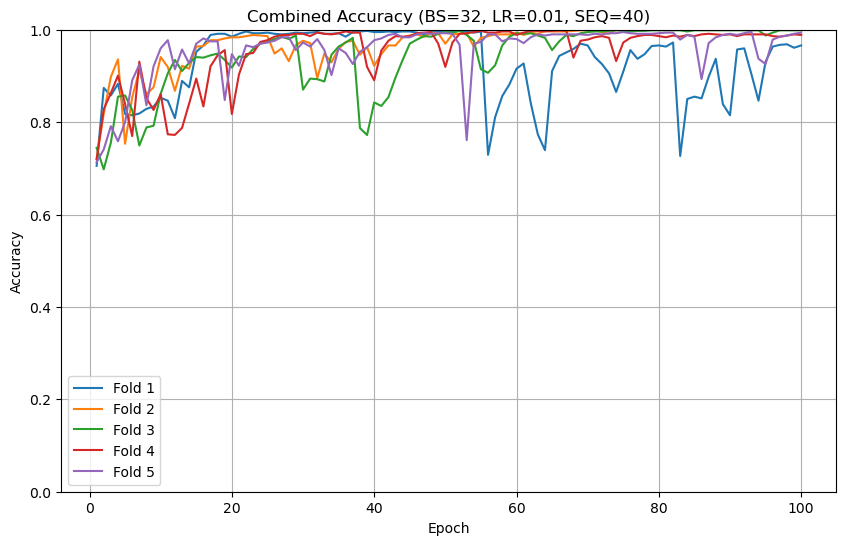 Combined Accuracy (BS=32, LR=0.01, SEQ=40)
1.0
0.8
0.6
0.4
0.2
0.0
Accuracy
Fold 1
Fold 2
Fold 3
Fold 4
Fold 5
0 20 40 60 80 100
Epoch